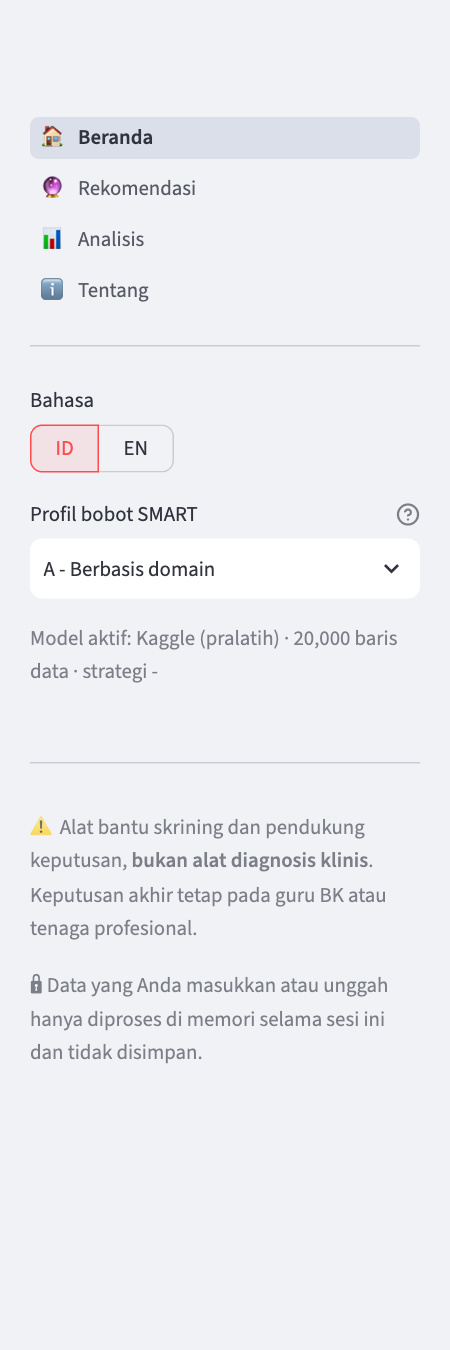 Beranda
Rekomendasi
Analisis
Tentang
Bahasa
ID EN
Profil bobot SMART
A - Berbasis domain
Model aktif: Kaggle (pralatih) · 20,000 baris
data · strategi -
Alat bantu skrining dan pendukung
keputusan, bukan alat diagnosis klinis.
Keputusan akhir tetap pada guru BK atau
tenaga profesional.
Data yang Anda masukkan atau unggah
hanya diproses di memori selama sesi ini
dan tidak disimpan.